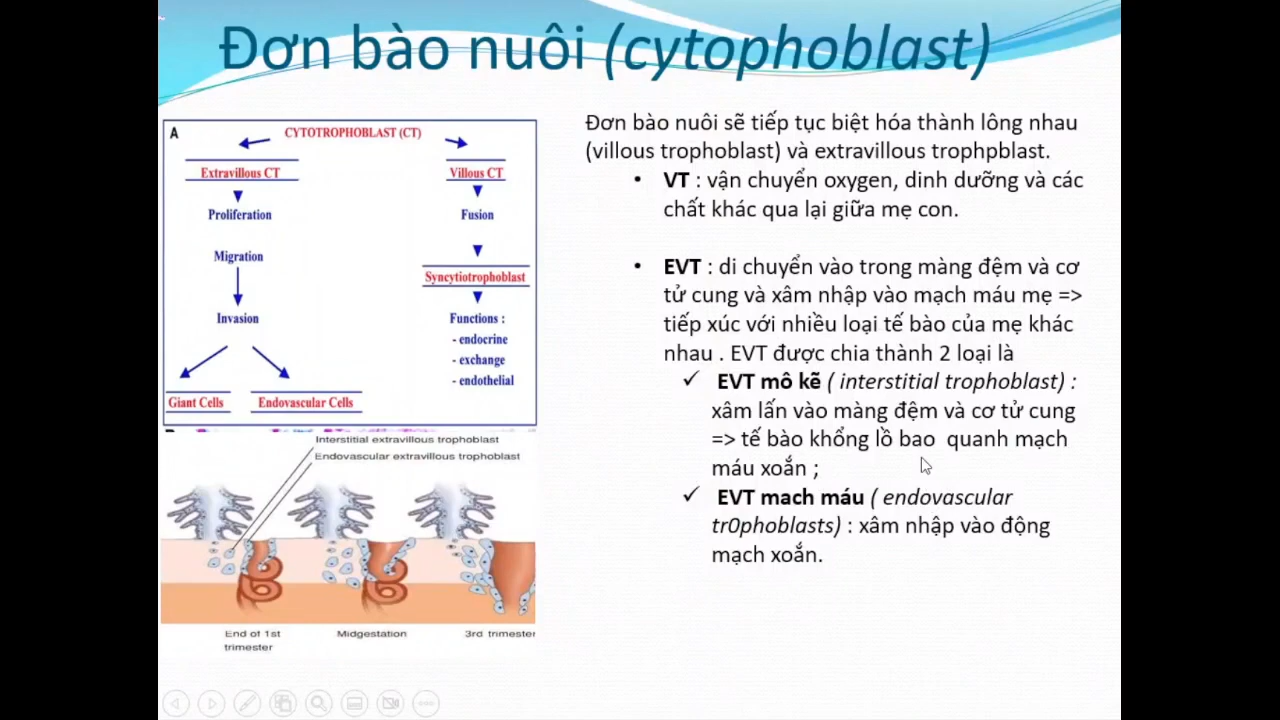 Đơn bào nuôi (cytophoblast)
A
CYTOTROPHOBLAST (CT)
Extravillous CT
Villous CT
Proliferation
Fusion
Migration
Syncytiotrophoblast
Invasion
Functions :
- endocrine
- exchange
- endothelial
Giant Cells
Endovascular Cells
Interstitial extravillous trophoblast
Endovascular extravillous trophoblast
End of 1st
trimester
Midgestation
3rd trimester
Đơn bào nuôi sẽ tiếp tục biệt hóa thành lông nhau
(villous trophoblast) và extravillous trophpblast.
• VT : vận chuyển oxygen, dinh dưỡng và các
chất khác qua lại giữa mẹ con.
• EVT : di chuyển vào trong màng đệm và cơ
tử cung và xâm nhập vào mạch máu mẹ =>
tiếp xúc với nhiều loại tế bào của mẹ khác
nhau . EVT được chia thành 2 loại là
✓ EVT mô kẽ ( interstitial trophoblast) :
xâm lấn vào màng đệm và cơ tử cung
=> tế bào khổng lồ bao quanh mạch
máu xoắn ;
✓ EVT mach máu ( endovascular
tr0phoblasts) : xâm nhập vào động
mạch xoắn.